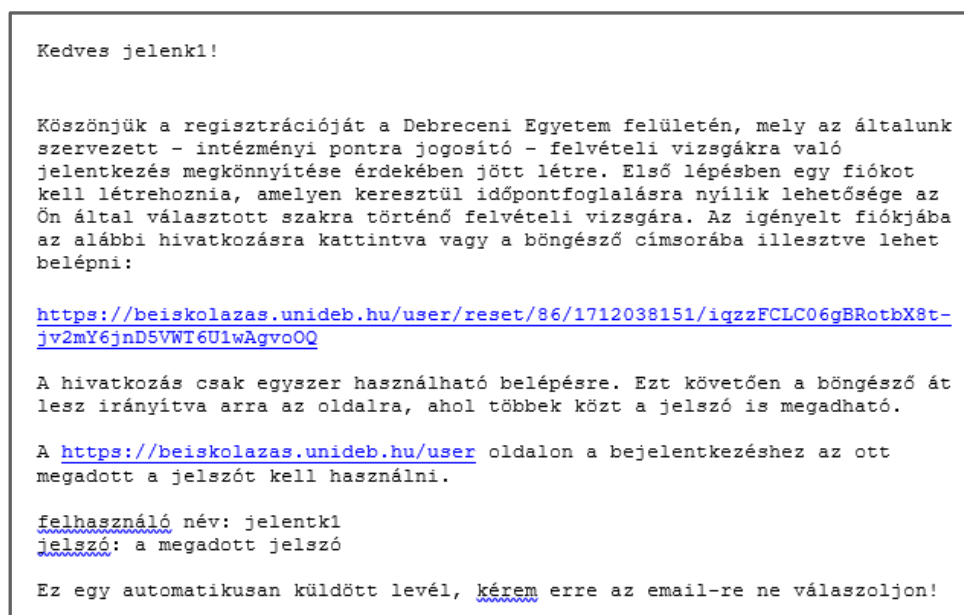 Kedves jelenk1!
Köszönjük a regisztrációját a Debreceni Egyetem felületén, mely az általunk
szervezett – intézményi pontra jogosító – felvételi vizsgákra való
jelentkezés megkönnyítése érdekében jött létre. Első lépésben egy fiókot
kell létrehoznia, amelyen keresztül időpontfoglalásra nyílik lehetősége az
Ön által választott szakra történő felvételi vizsgára. Az igényelt fiókjába
az alábbi hivatkozásra kattintva vagy a böngésző címsorába illesztve lehet
belépni:
https://beiskolazas.unideb.hu/user/reset/86/1712038151/iqzzFCLC06gBRotbX8t-
jv2mY6jnD5VWT6U1wAgvoOQ
A hivatkozás csak egyszer használható belépésre. Ezt követően a böngésző át
lesz irányítva arra az oldalra, ahol többek közt a jelszó is megadható.
A https://beiskolazas.unideb.hu/user oldalon a bejelentkezéshez az ott
megadott a jelszót kell használni.
felhasználó név: jelentk1
jelszó: a megadott jelszó
Ez egy automatikusan küldött levél, kérem erre az email-re ne válaszoljon!